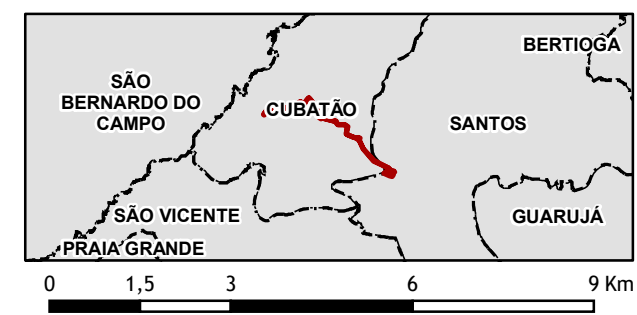 BERTIOGA
SÃO
BERNARDO DO
CAMPO
CUBATÃO
SANTOS
SÃO VICENTE
GUARUJÁ
PRAIA GRANDE
0 1,5 3 6 9 Km